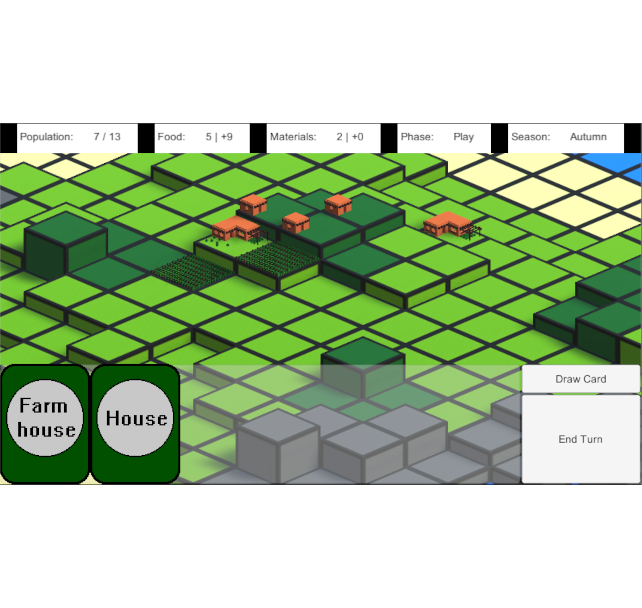 Population: 7 / 13 Food: 5 | +9 Materials: 2 | +0 Phase: Play Season: Autumn
Farm
house
House
Draw Card
End Turn